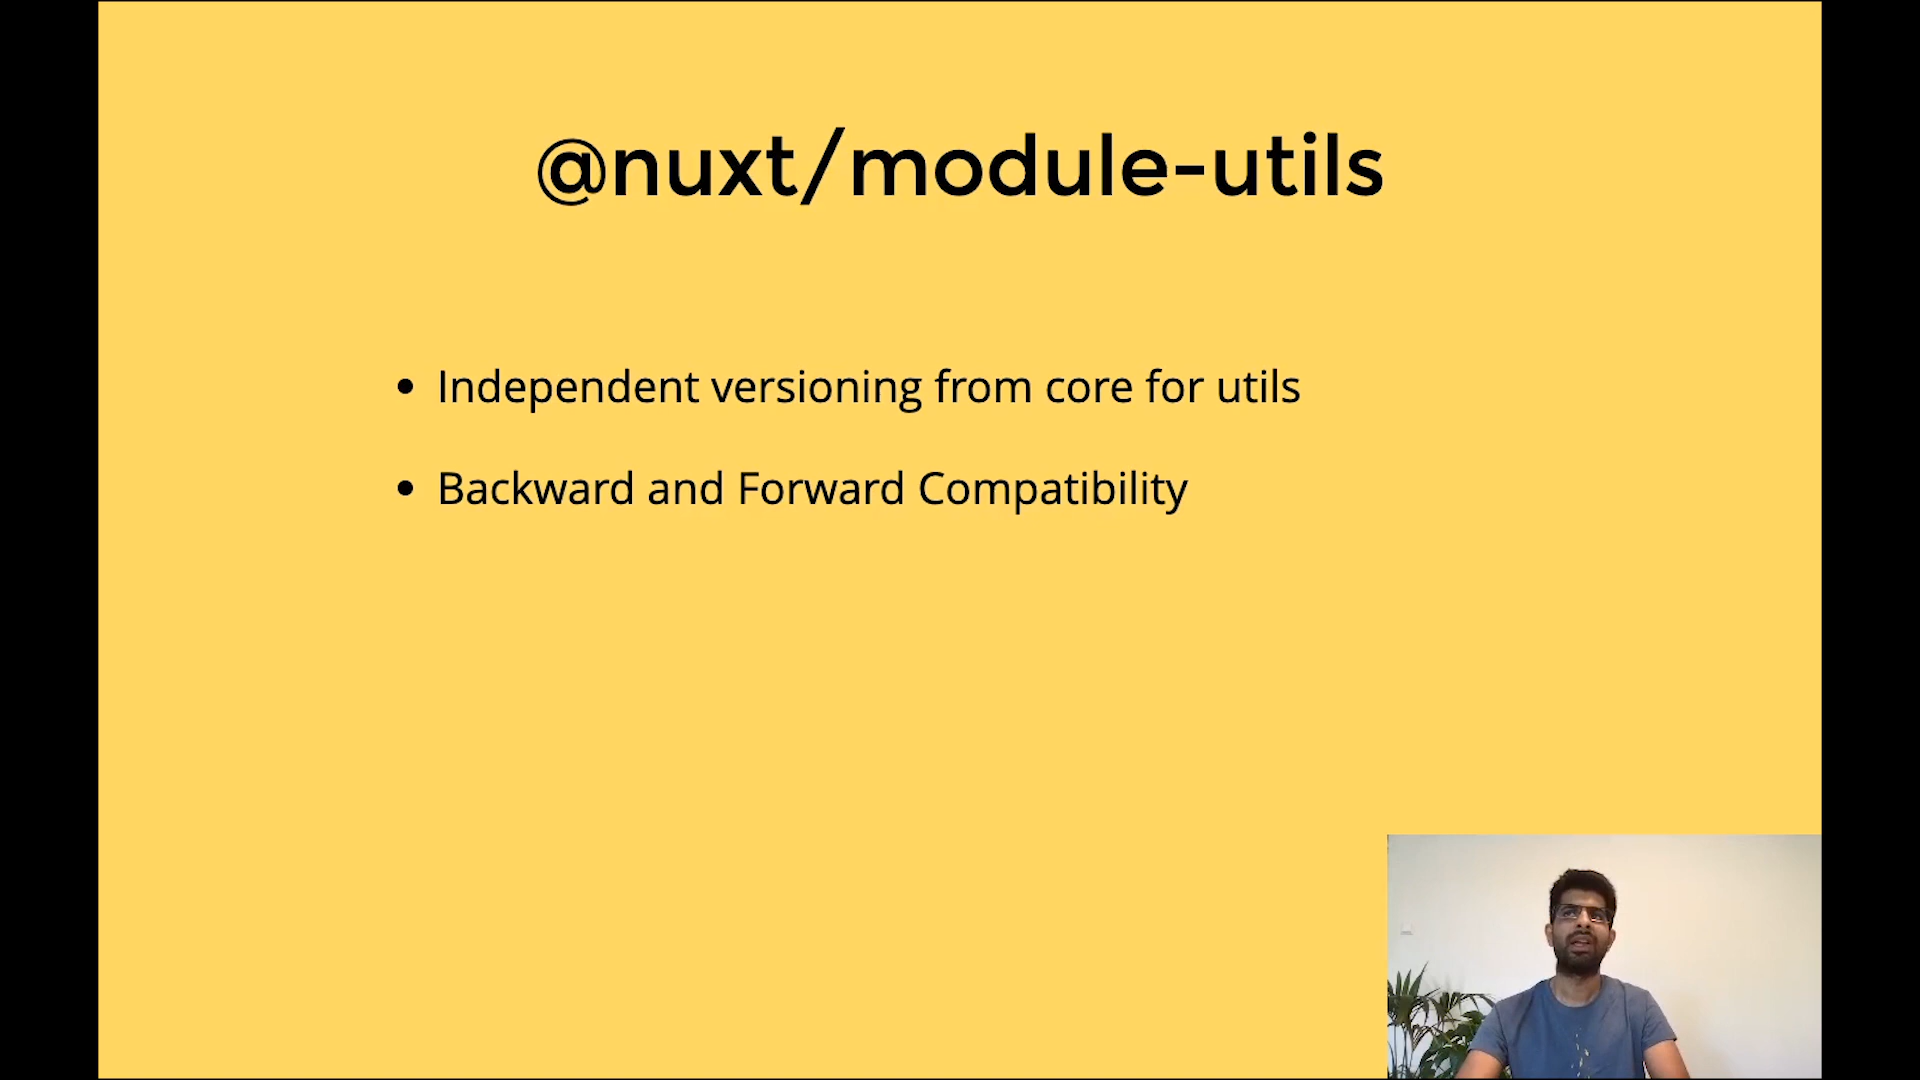 @nuxt/module-utils
• Independent versioning from core for utils
• Backward and Forward Compatibility